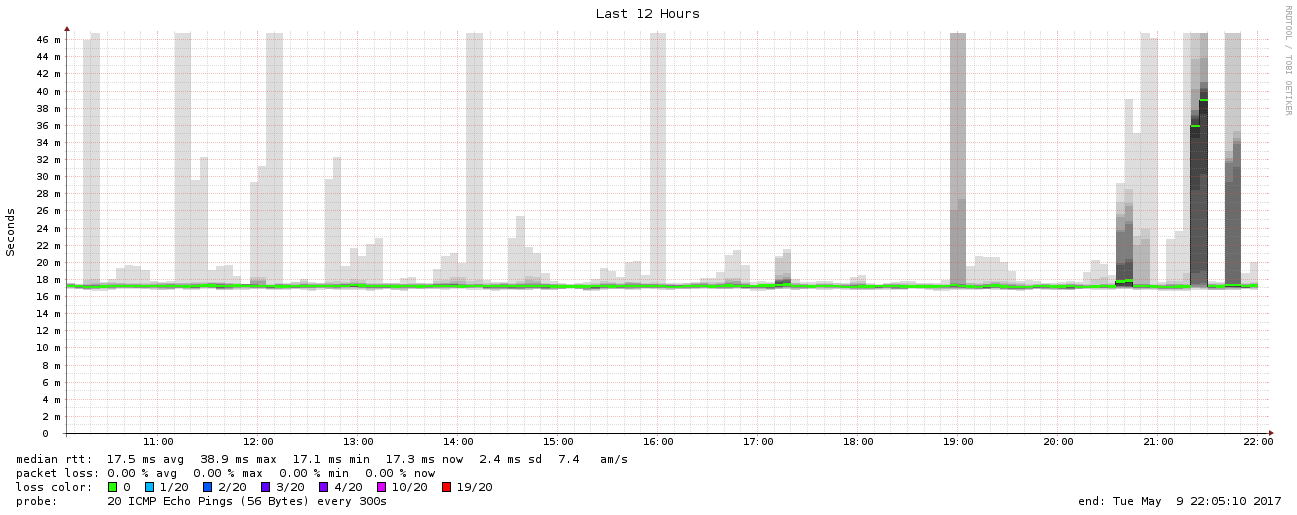 Last 12 Hours
RRDTOOL / TOBI OETIKER
Seconds
46 m
44 m
42 m
40 m
38 m
36 m
34 m
32 m
30 m
28 m
26 m
24 m
22 m
20 m
18 m
16 m
14 m
12 m
10 m
8 m
6 m
4 m
2 m
0
11:00 12:00 13:00 14:00 15:00 16:00 17:00 18:00 19:00 20:00 21:00 22:00
median rtt: 17.5 ms avg 38.9 ms max 17.1 ms min 17.3 ms now 2.4 ms sd 7.4 am/s
packet loss: 0.00 % avg 0.00 % max 0.00 % min 0.00 % now
loss color: 0 1/20 2/20 3/20 4/20 10/20 19/20
probe: 20 ICMP Echo Pings (56 Bytes) every 300s end: Tue May 9 22:05:10 2017